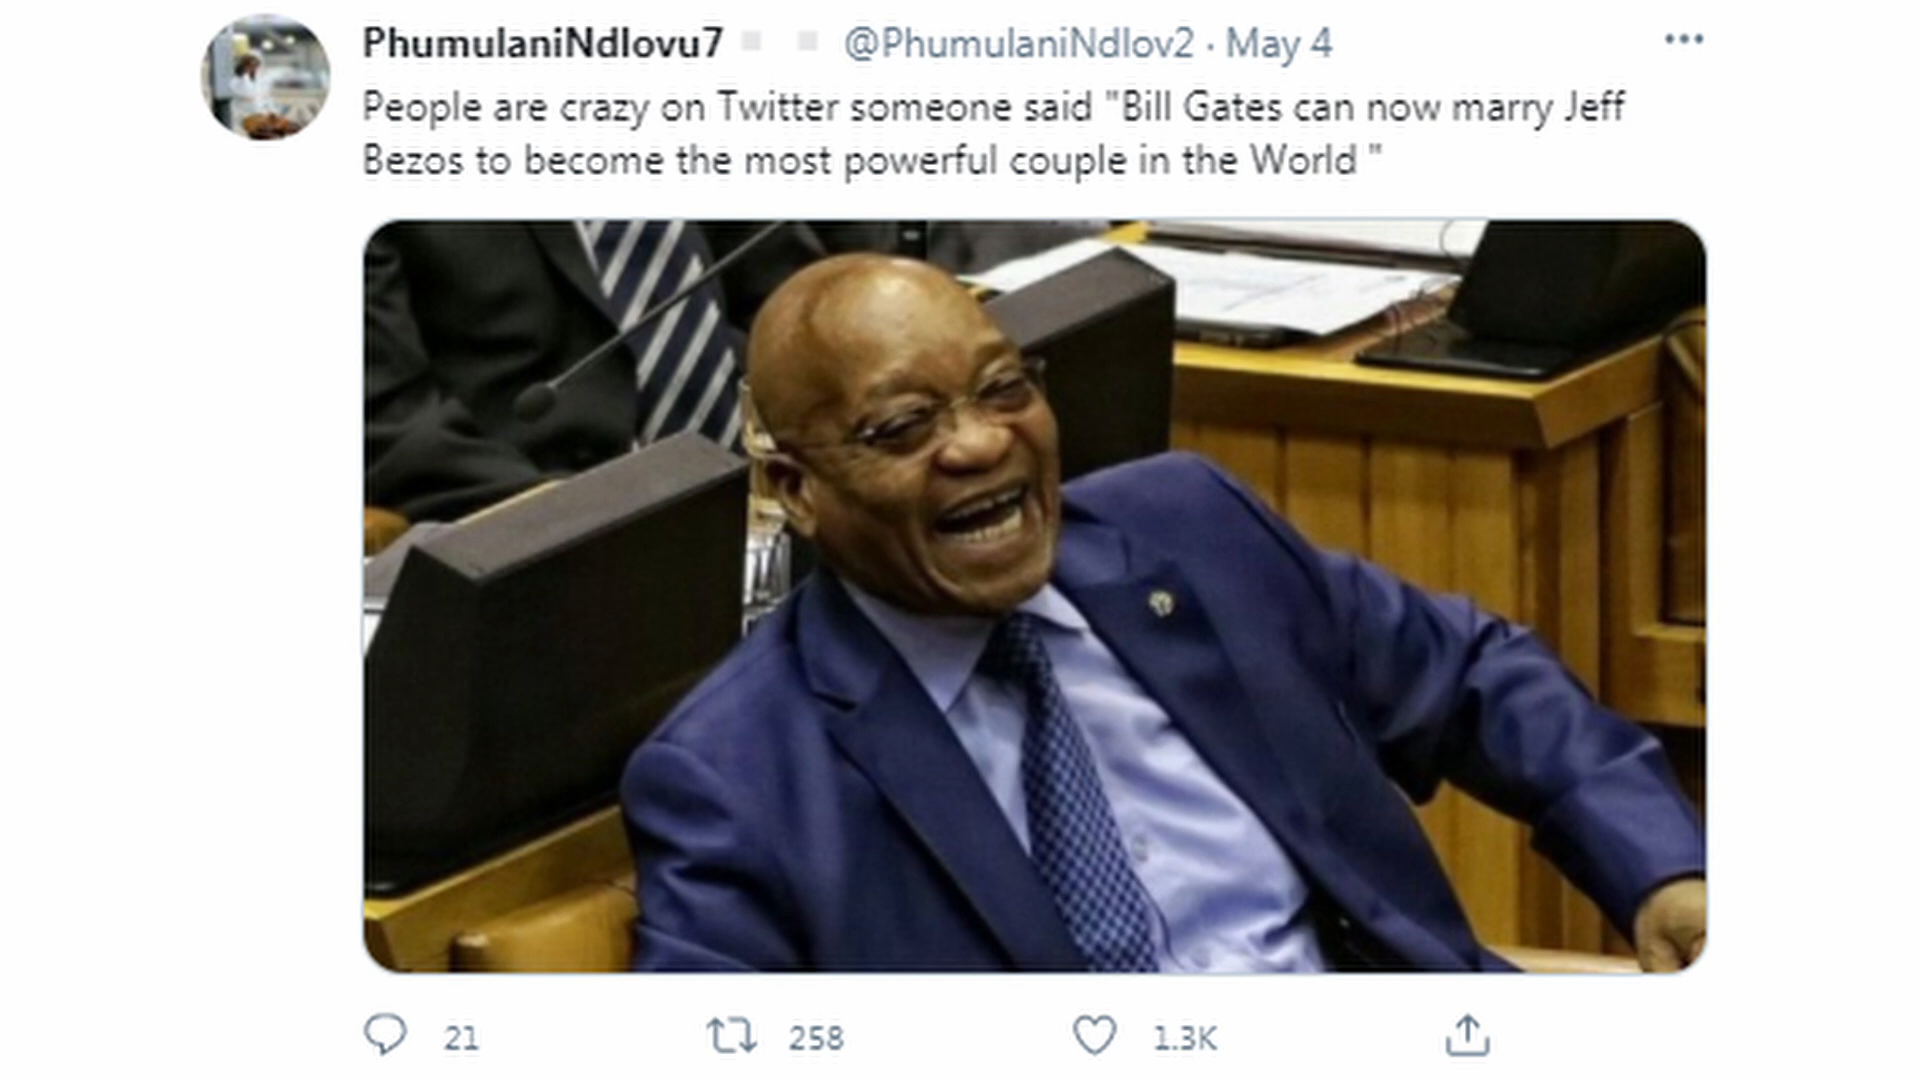 PhumulaniNdlovu7 @PhumulaniNdlov2 · May 4
People are crazy on Twitter someone said "Bill Gates can now marry Jeff
Bezos to become the most powerful couple in the World "
21 258 1.3K